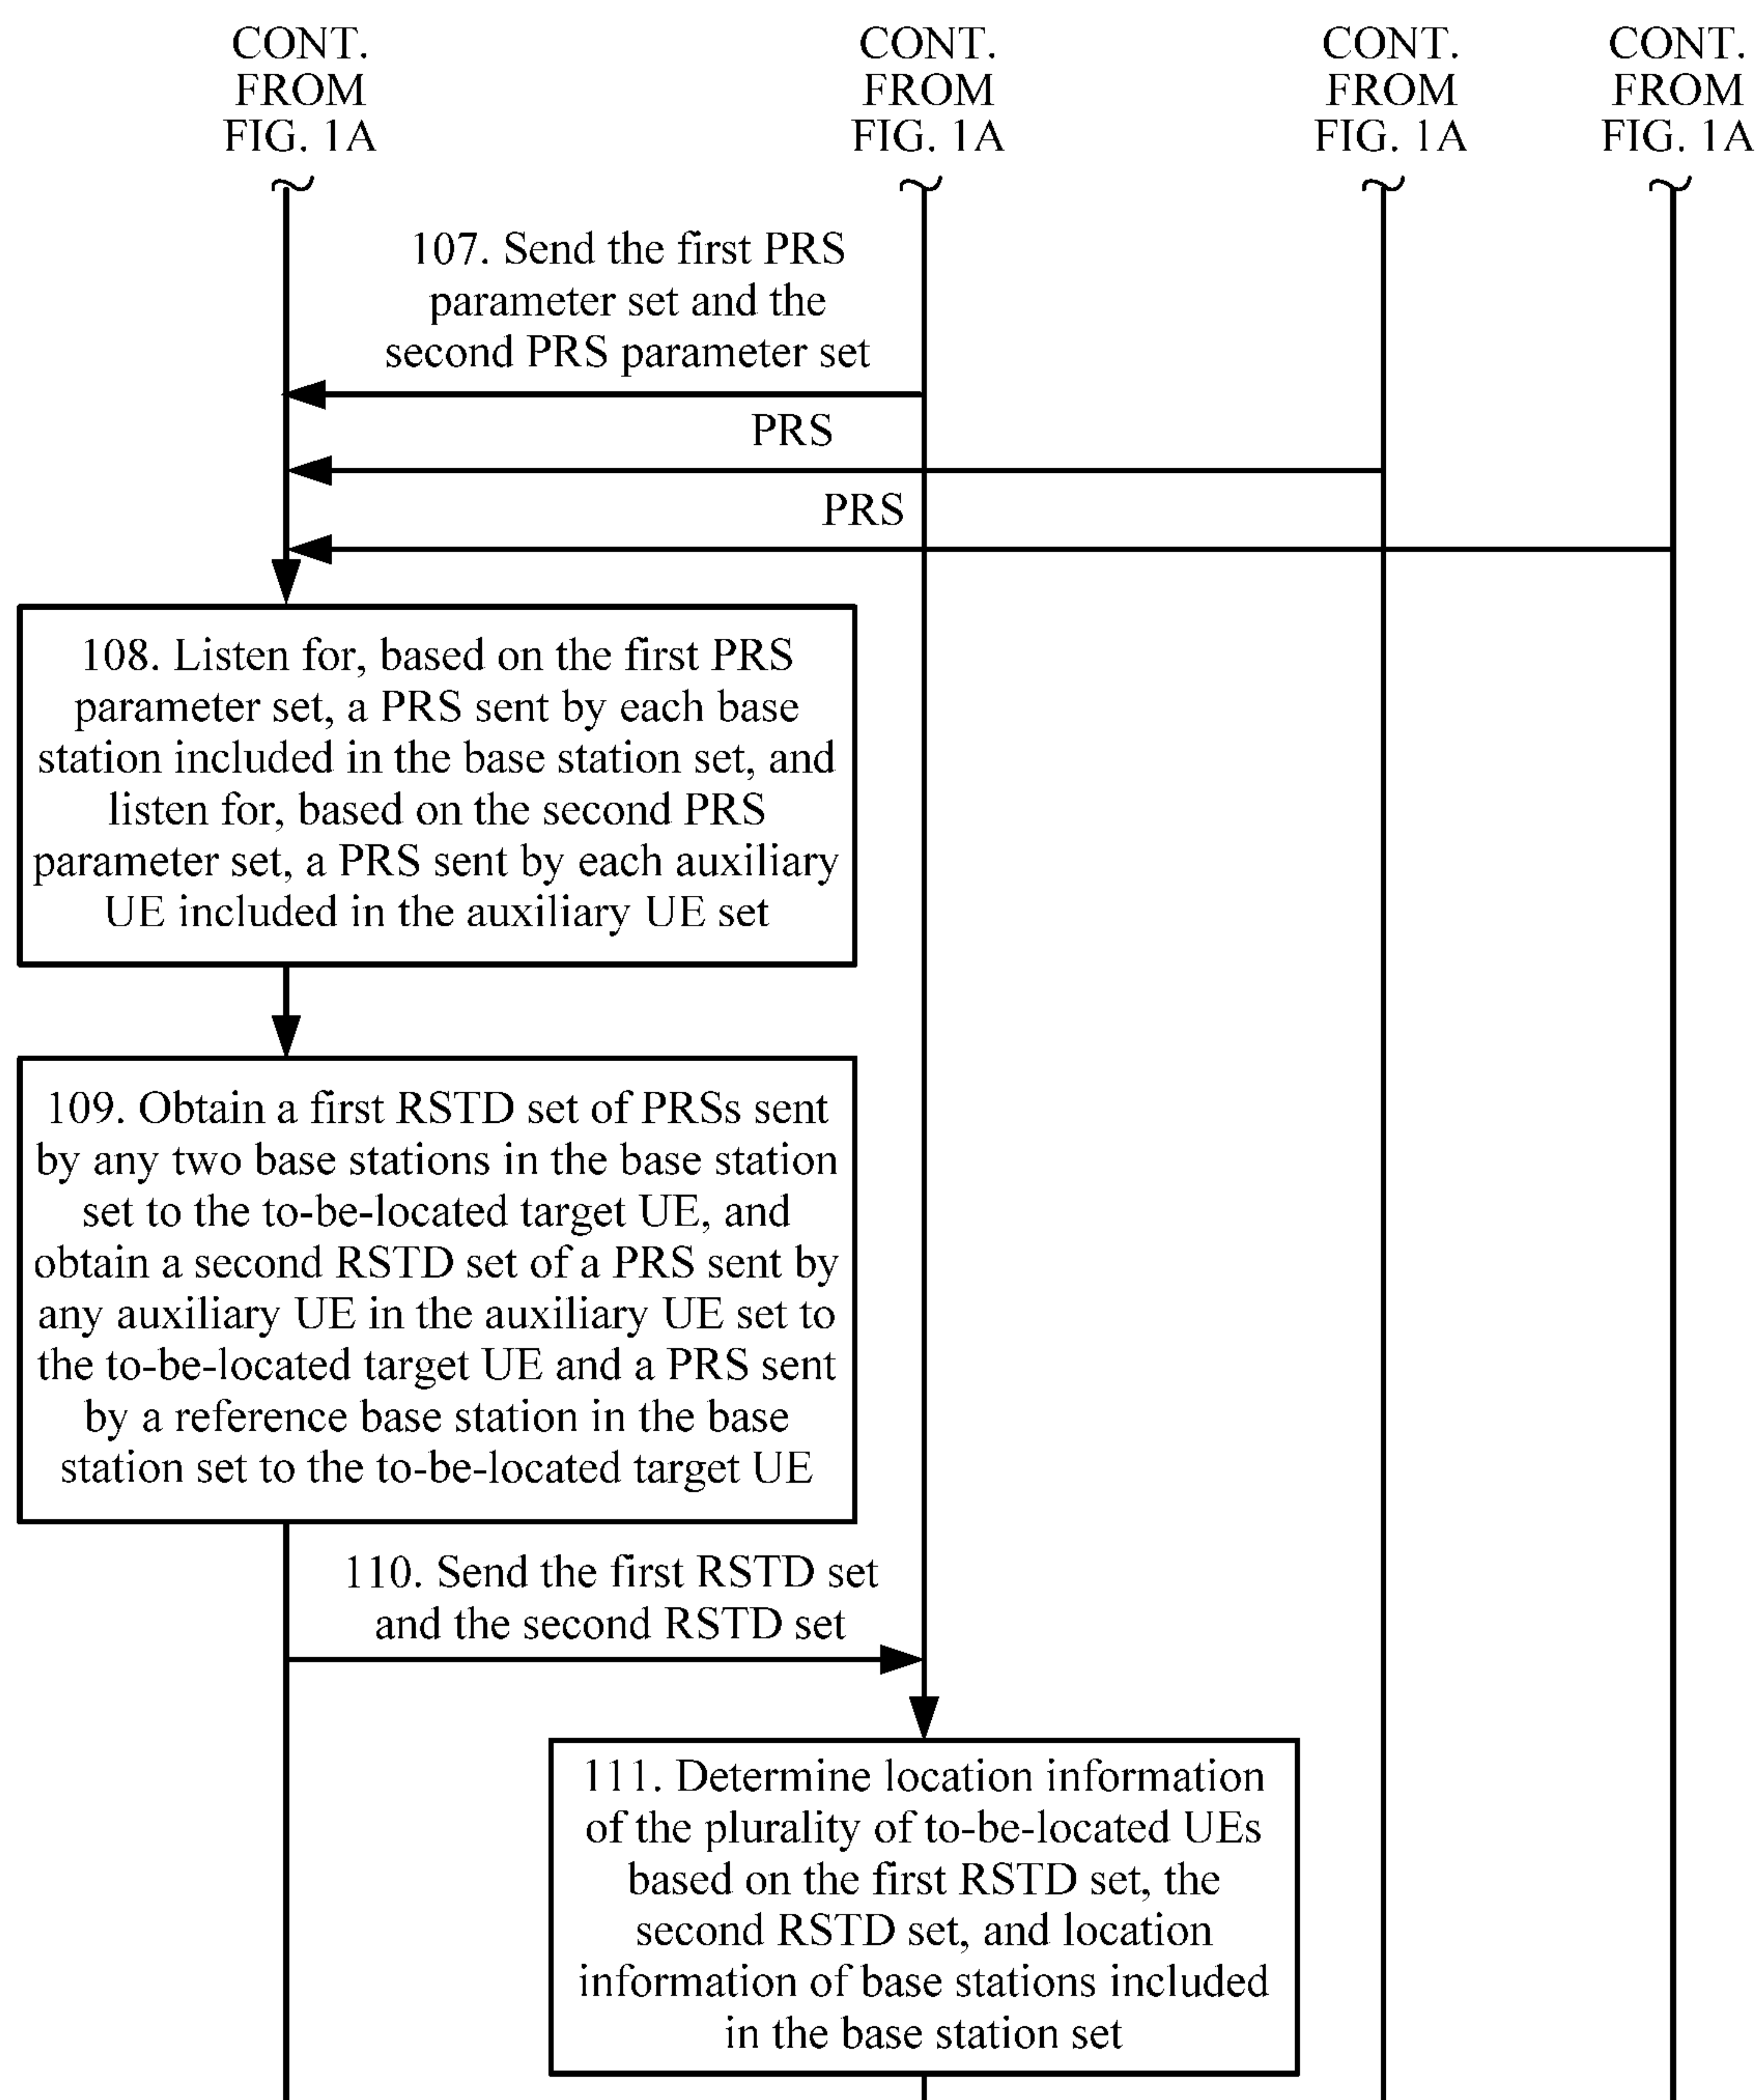 CONT.
FROM
FIG. 1A
CONT.
FROM
FIG. 1A
CONT.
FROM
FIG. 1A
CONT.
FROM
FIG. 1A
107. Send the first PRS
parameter set and the
second PRS parameter set
PRS
PRS
108. Listen for, based on the first PRS
parameter set, a PRS sent by each base
station included in the base station set, and
listen for, based on the second PRS
parameter set, a PRS sent by each auxiliary
UE included in the auxiliary UE set
109. Obtain a first RSTD set of PRSs sent
by any two base stations in the base station
set to the to-be-located target UE, and
obtain a second RSTD set of a PRS sent by
any auxiliary UE in the auxiliary UE set to
the to-be-located target UE and a PRS sent
by a reference base station in the base
station set to the to-be-located target UE
110. Send the first RSTD set
and the second RSTD set
111. Determine location information
of the plurality of to-be-located UEs
based on the first RSTD set, the
second RSTD set, and location
information of base stations included
in the base station set